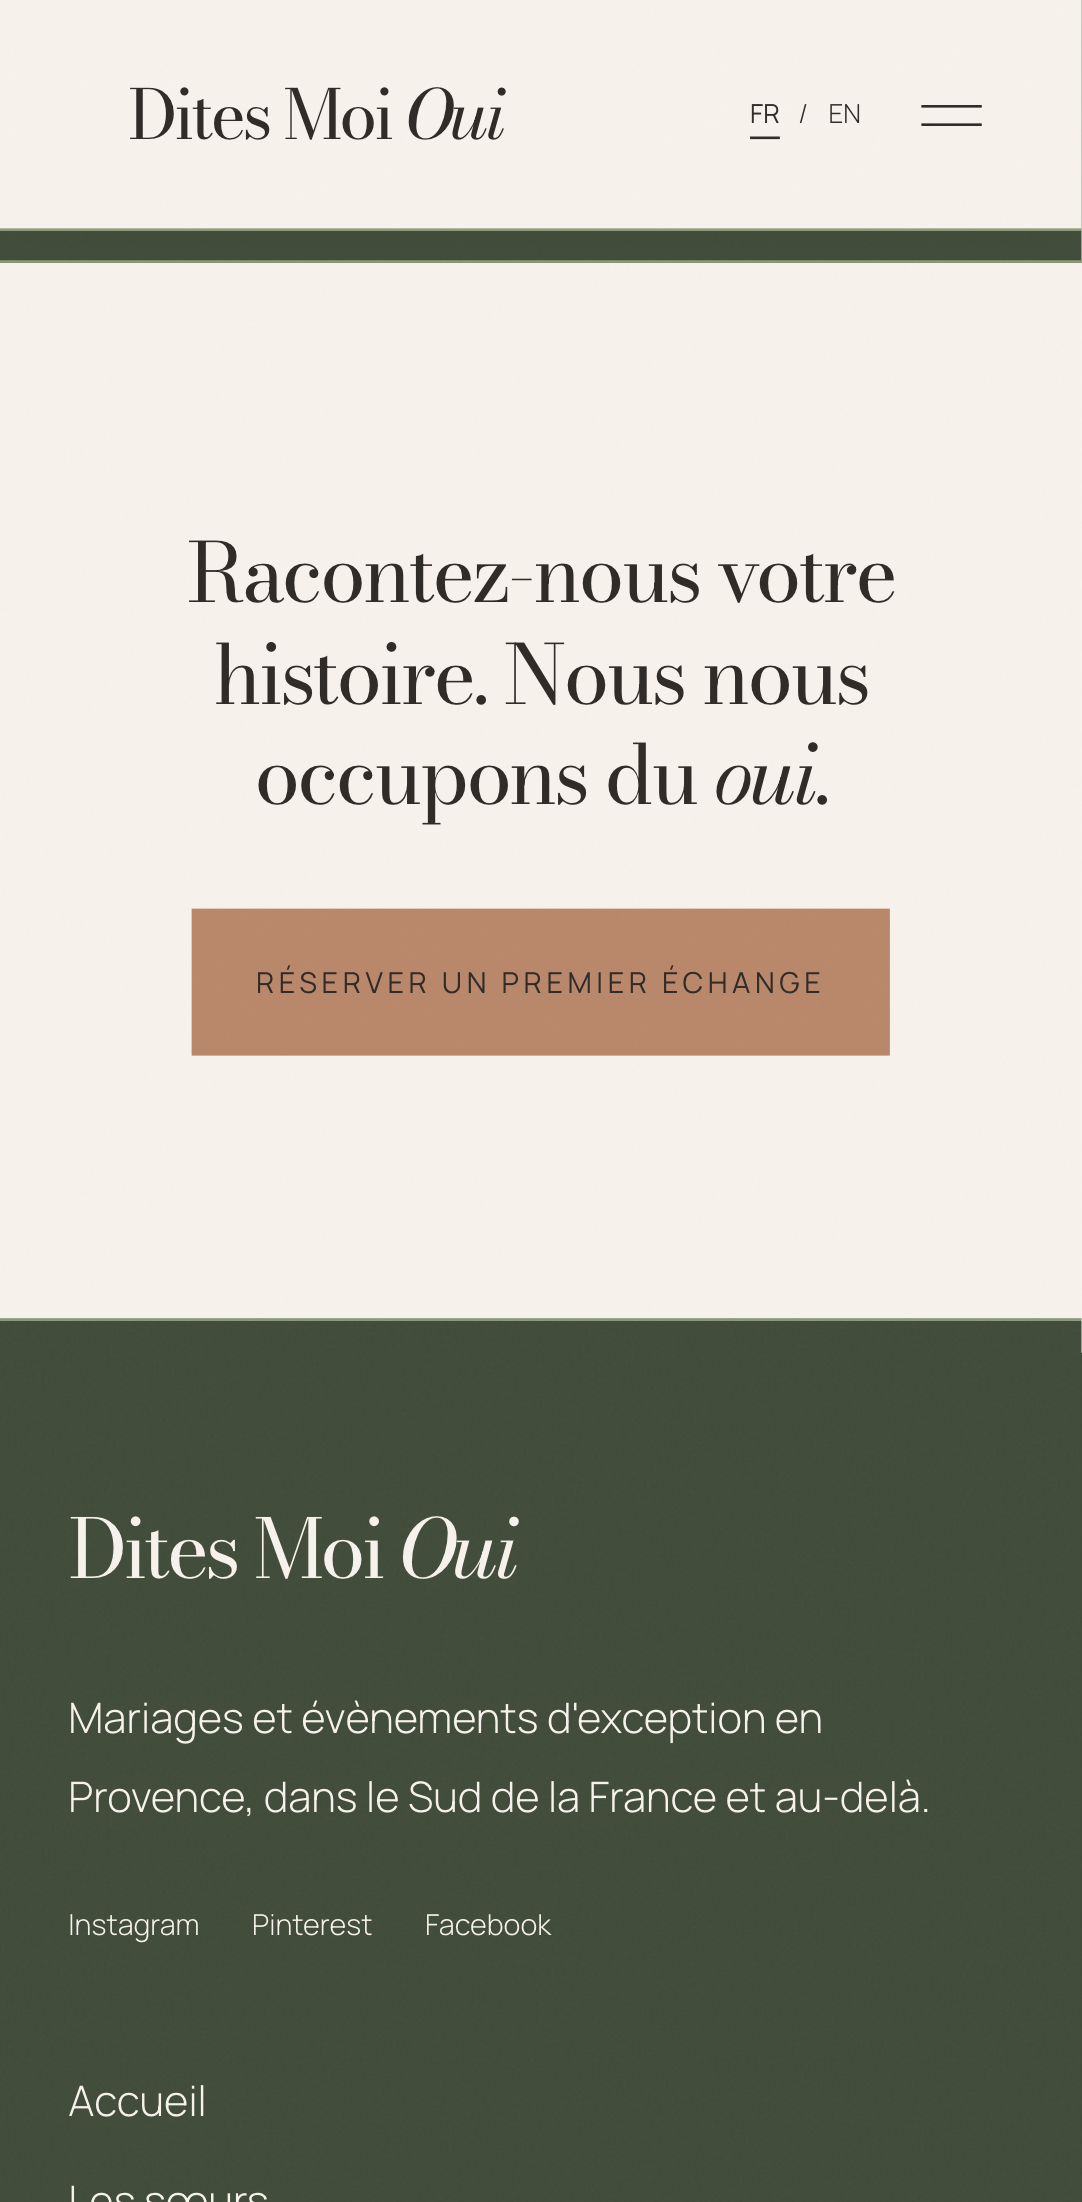 Dites Moi Oui
FR / EN
Racontez-nous votre
histoire. Nous nous
occupons du oui.
RÉSERVER UN PREMIER ÉCHANGE
Dites Moi Oui
Mariages et évènements d'exception en
Provence, dans le Sud de la France et au-delà.
Instagram Pinterest Facebook
Accueil
Les sœurs